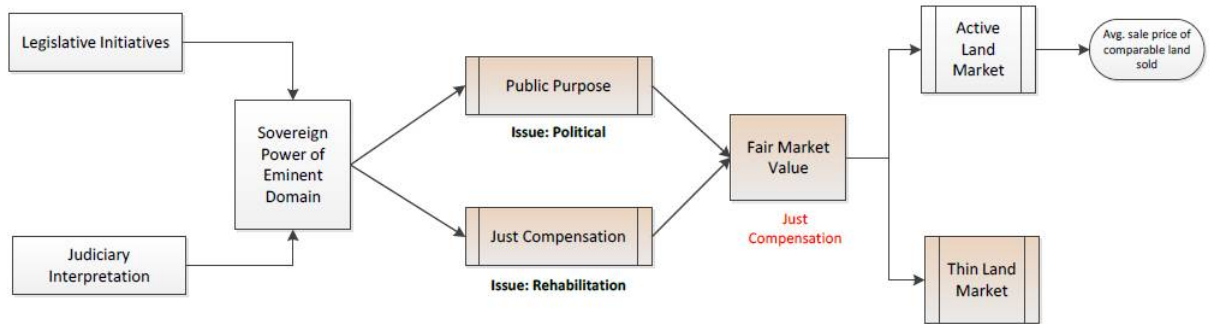 Legislative Initiatives
Judiciary
Interpretation
Sovereign
Power of
Eminent
Domain
Public Purpose
Issue: Political
Just Compensation
Issue: Rehabilitation
Fair Market
Value
Just
Compensation
Active
Land
Market
Avg. sale price of
comparable land
sold
Thin Land
Market